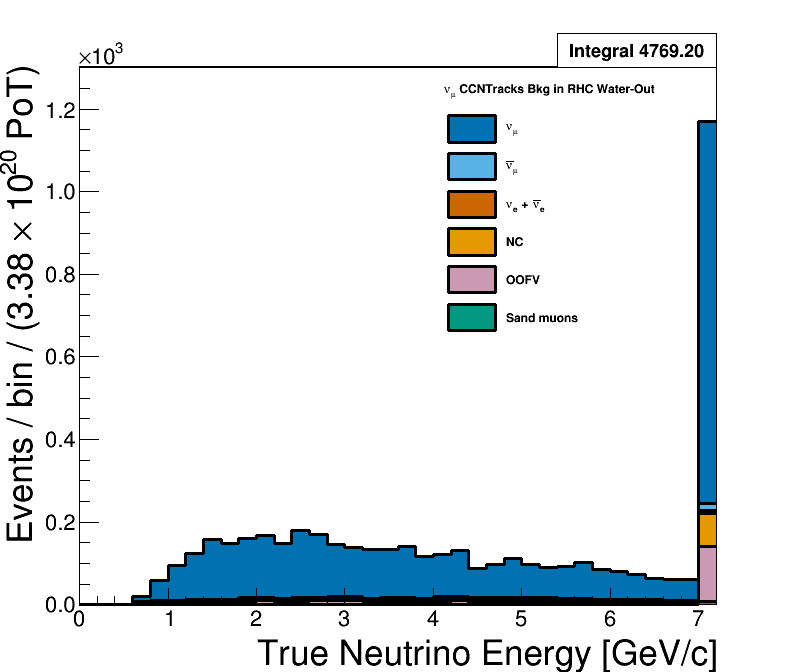 Integral 4769.20
×10³
ν_μ CCNTracks Bkg in RHC Water-Out
ν_μ
ν̅_μ
ν_e + ν̅_e
NC
OOFV
Sand muons
Events / bin / (3.38 × 10²⁰ PoT)
1.2
1.0
0.8
0.6
0.4
0.2
0.0
0 1 2 3 4 5 6 7
True Neutrino Energy [GeV/c]